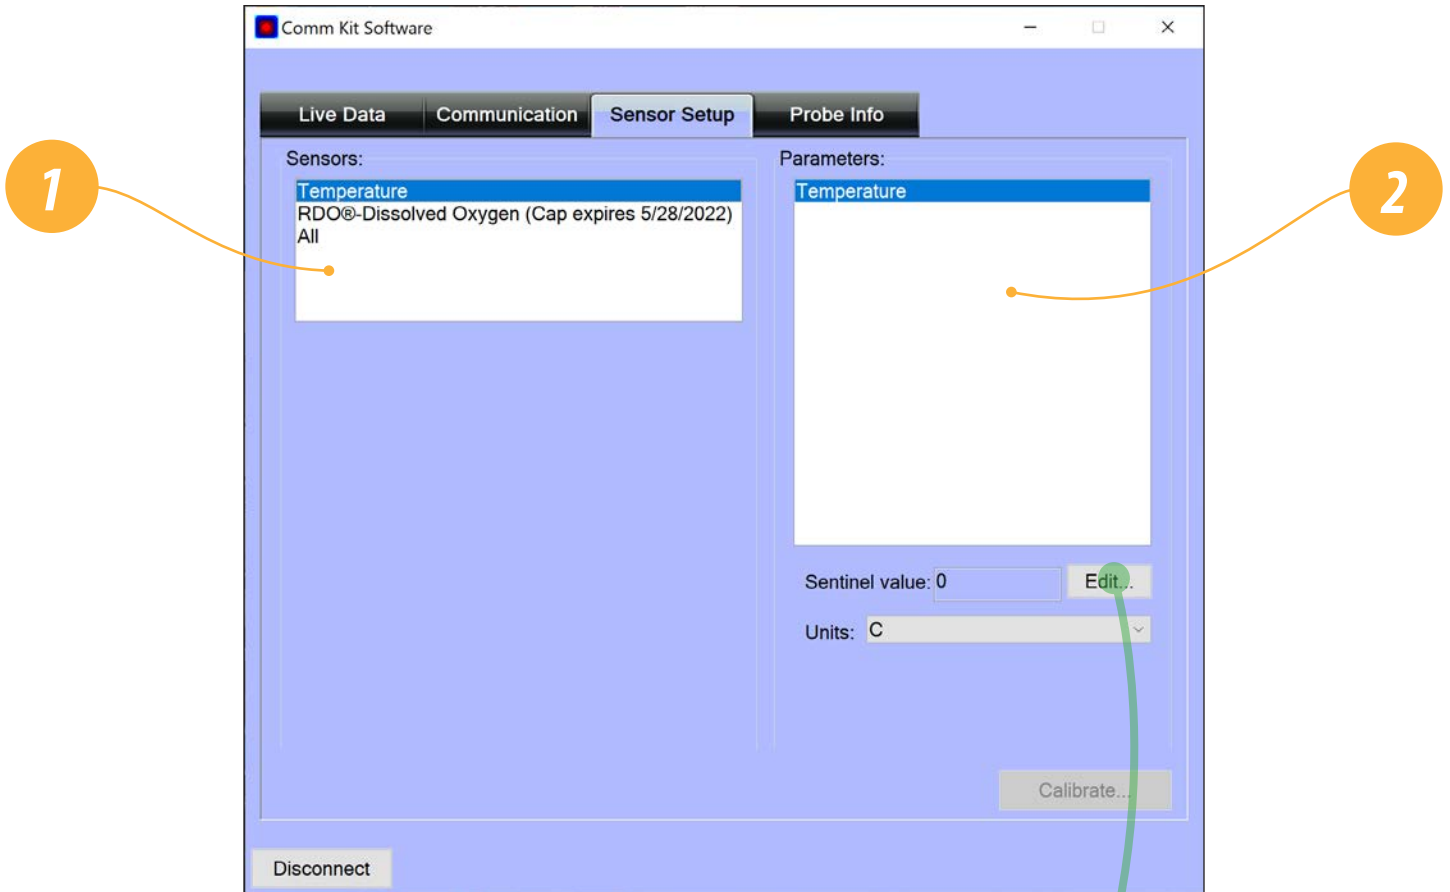 Comm Kit Software
Live Data Communication Sensor Setup Probe Info
Sensors:
Temperature
RDO®-Dissolved Oxygen (Cap expires 5/28/2022)
All
1
Parameters:
Temperature
2
Sentinel value: 0 Edit...
Units: C
Calibrate...
Disconnect